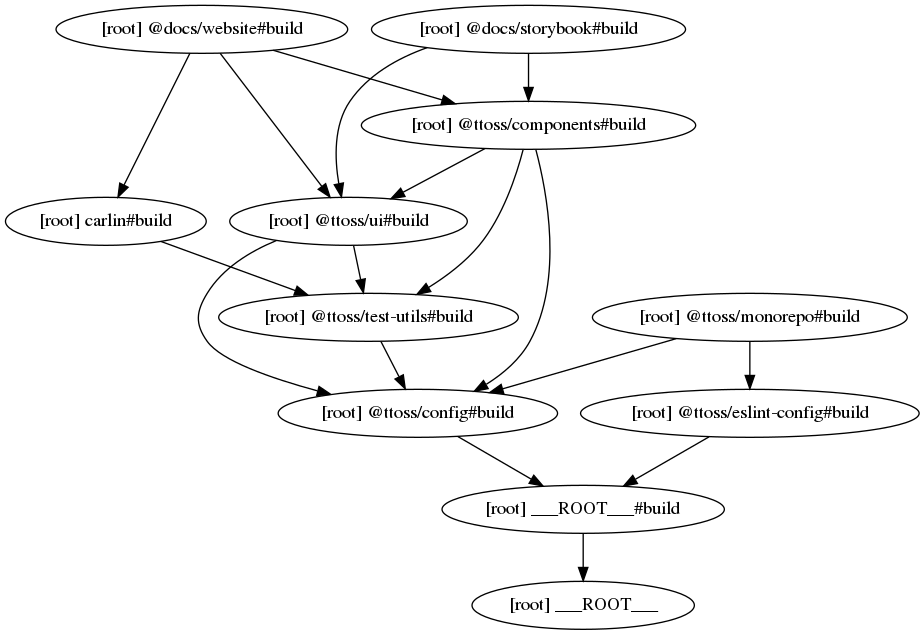 [root] @docs/website#build
[root] @docs/storybook#build
[root] @ttoss/components#build
[root] carlin#build
[root] @ttoss/ui#build
[root] @ttoss/test-utils#build
[root] @ttoss/monorepo#build
[root] @ttoss/config#build
[root] @ttoss/eslint-config#build
[root] ___ROOT___#build
[root] ___ROOT___